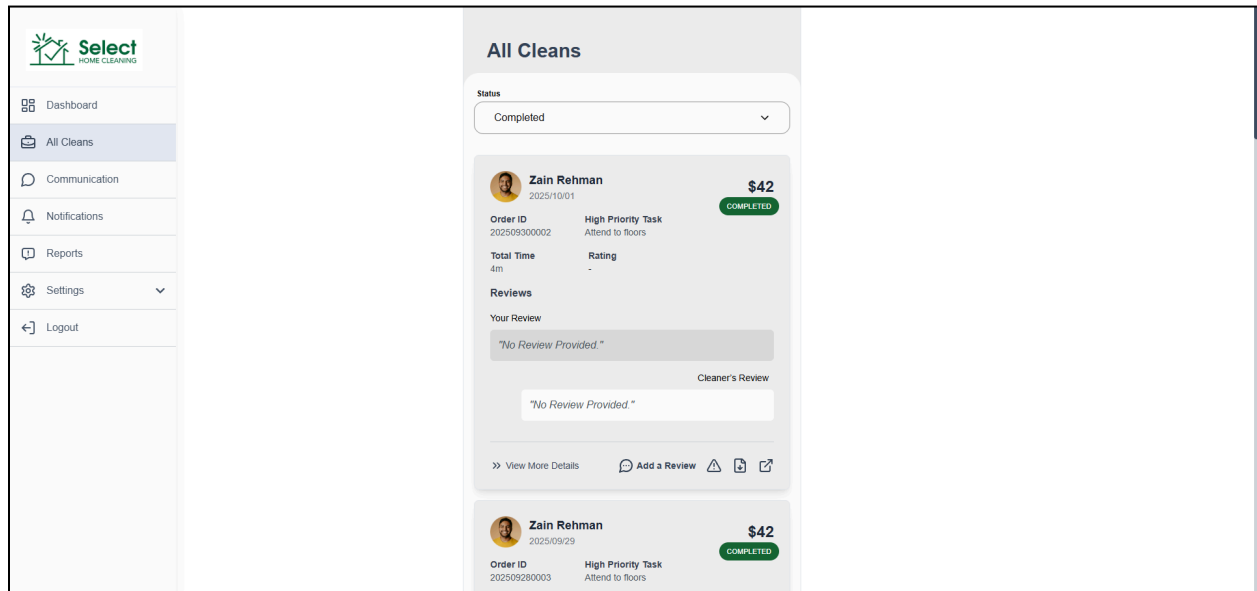 Select
HOME CLEANING
Dashboard
All Cleans
Communication
Notifications
Reports
Settings
Logout
All Cleans
Status
Completed
Zain Rehman
2025/10/01
$42
COMPLETED
Order ID
High Priority Task
202509300002
Attend to floors
Total Time
Rating
4m
-
Reviews
Your Review
"No Review Provided."
Cleaner's Review
"No Review Provided."
View More Details
Add a Review
Zain Rehman
2025/09/29
$42
COMPLETED
Order ID
High Priority Task
202509280003
Attend to floors